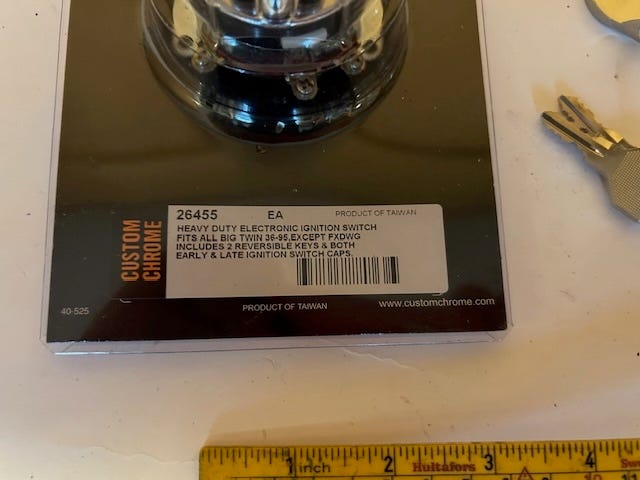 26455 EA PRODUCT OF TAIWAN
HEAVY DUTY ELECTRONIC IGNITION SWITCH
FITS ALL BIG TWIN 36-95,EXCEPT FXDWG
INCLUDES 2 REVERSIBLE KEYS & BOTH
EARLY & LATE IGNITION SWITCH CAPS.
CUSTOM
CHROME
40-525
PRODUCT OF TAIWAN
www.customchrome.com
1 inch 2 Hultafors 3 4